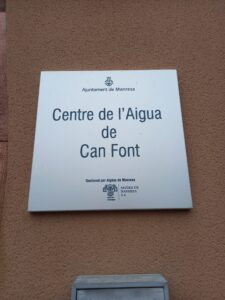 Ajuntament de Manresa
Centre de l'Aigua
de
Can Font
Gestionat per Aigües de Manresa
AIGÜES DE
MANRESA
S.A.